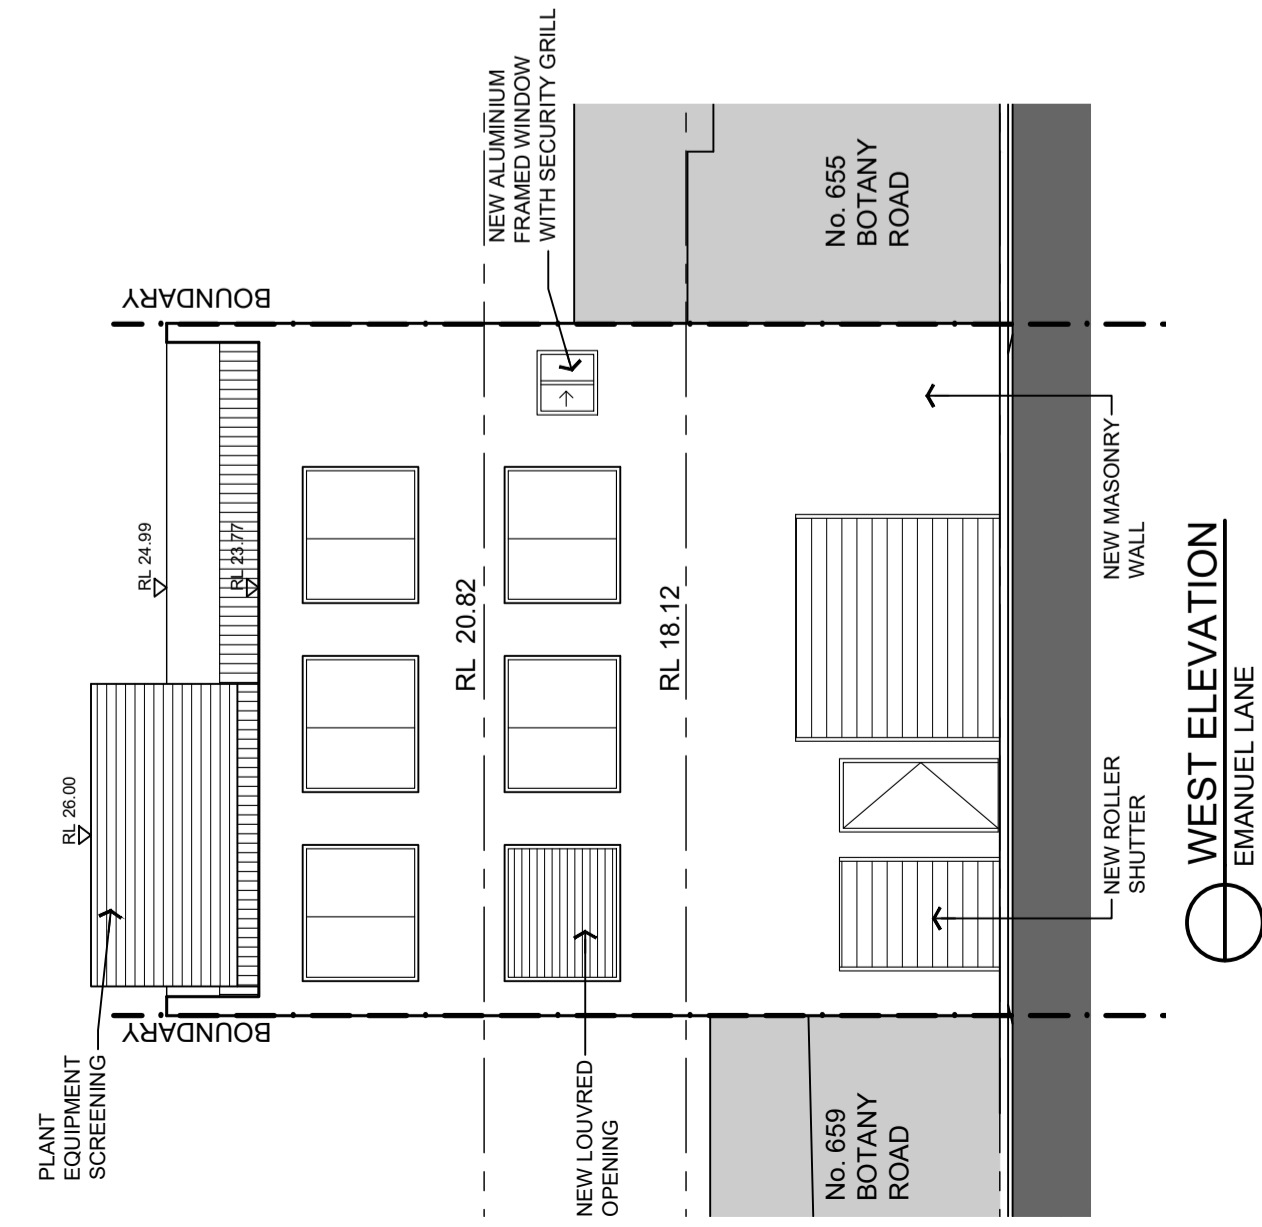 PLANT
EQUIPMENT
SCREENING
BOUNDARY
BOUNDARY
RL 26.00
RL 24.99
RL 23.77
NEW ALUMINIUM
FRAMED WINDOW
WITH SECURITY GRILL
RL 20.82
RL 18.12
NEW LOUVRED
OPENING
No. 659
BOTANY
ROAD
No. 655
BOTANY
ROAD
NEW ROLLER
SHUTTER
NEW MASONRY
WALL
WEST ELEVATION
EMANUEL LANE